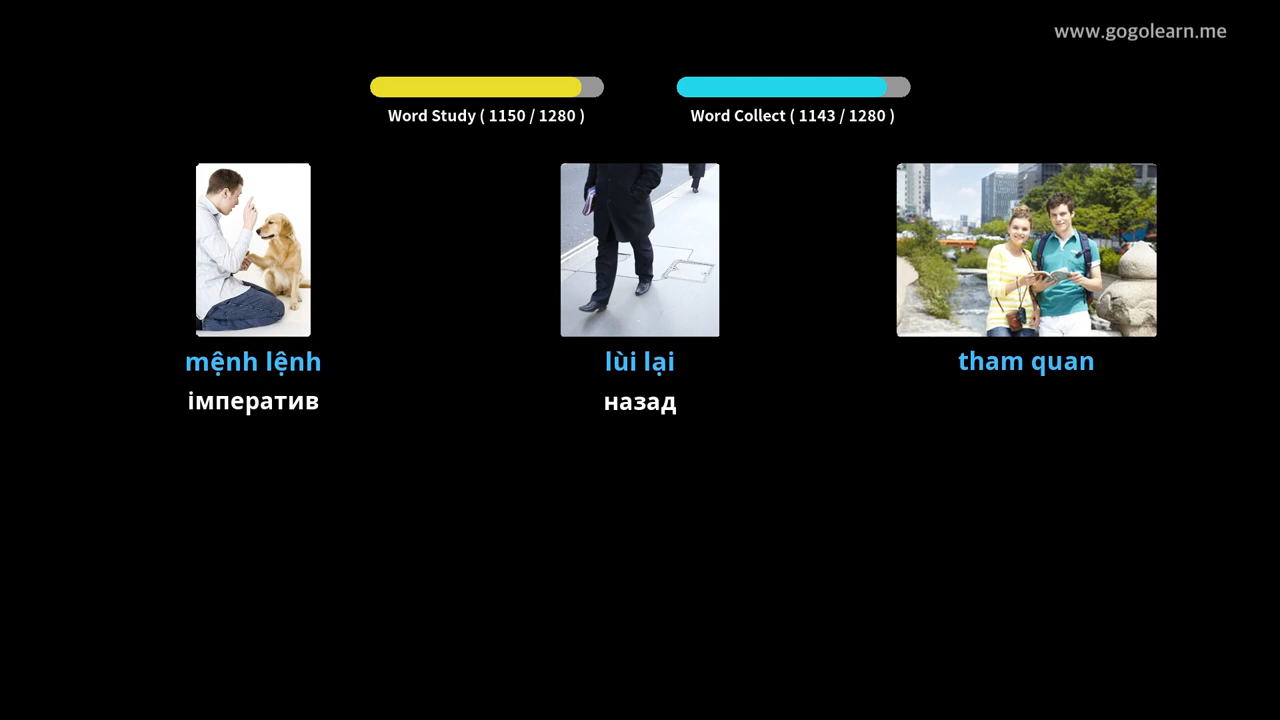 www.gogolearn.me
Word Study ( 1150 / 1280 )
Word Collect ( 1143 / 1280 )
mệnh lệnh
lùi lại
tham quan
імператив
назад